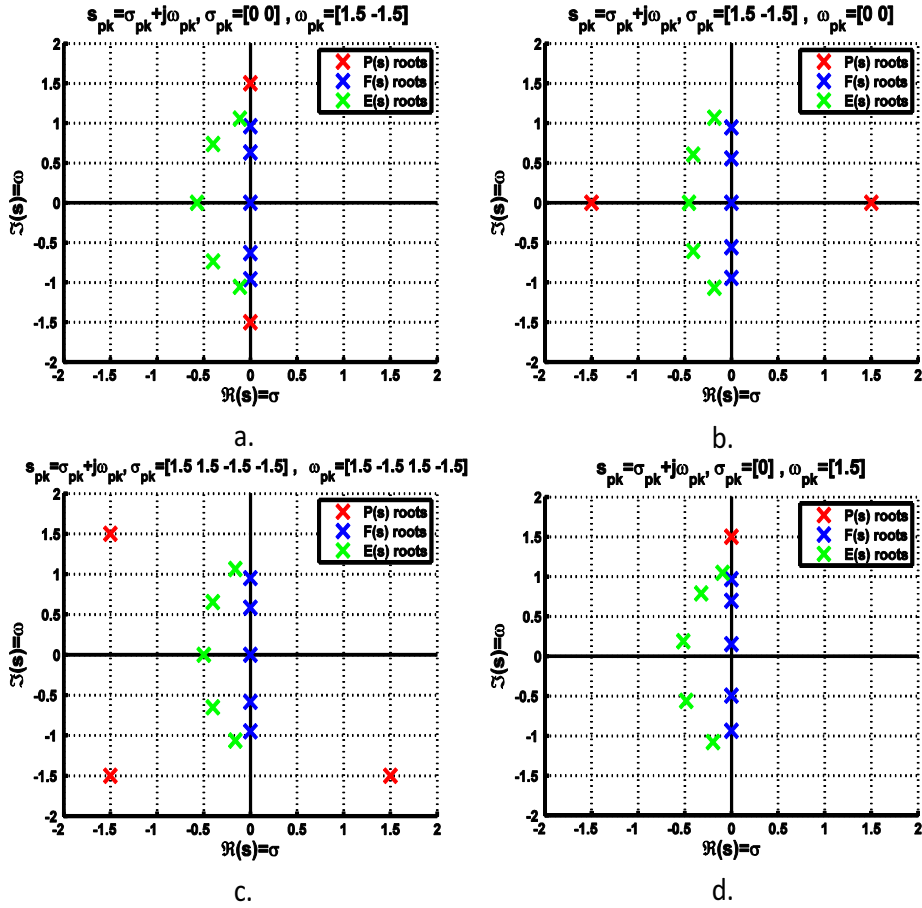 s_pk=σ_pk+jω_pk, σ_pk=[0 0] , ω_pk=[1.5 -1.5]
2
1.5
1
0.5
0
-0.5
-1
-1.5
-2
ℑ(s)=ω
P(s) roots
F(s) roots
E(s) roots
-2 -1.5 -1 -0.5 0 0.5 1 1.5 2
ℜ(s)=σ
a.
s_pk=σ_pk+jω_pk, σ_pk=[1.5 -1.5] , ω_pk=[0 0]
2
1.5
1
0.5
0
-0.5
-1
-1.5
-2
ℑ(s)=ω
P(s) roots
F(s) roots
E(s) roots
-2 -1.5 -1 -0.5 0 0.5 1 1.5 2
ℜ(s)=σ
b.
s_pk=σ_pk+jω_pk, σ_pk=[1.5 1.5 -1.5 -1.5] , ω_pk=[1.5 -1.5 1.5 -1.5]
2
1.5
1
0.5
0
-0.5
-1
-1.5
-2
ℑ(s)=ω
P(s) roots
F(s) roots
E(s) roots
-2 -1.5 -1 -0.5 0 0.5 1 1.5 2
ℜ(s)=σ
c.
s_pk=σ_pk+jω_pk, σ_pk=[0] , ω_pk=[1.5]
2
1.5
1
0.5
0
-0.5
-1
-1.5
-2
ℑ(s)=ω
P(s) roots
F(s) roots
E(s) roots
-2 -1.5 -1 -0.5 0 0.5 1 1.5 2
ℜ(s)=σ
d.